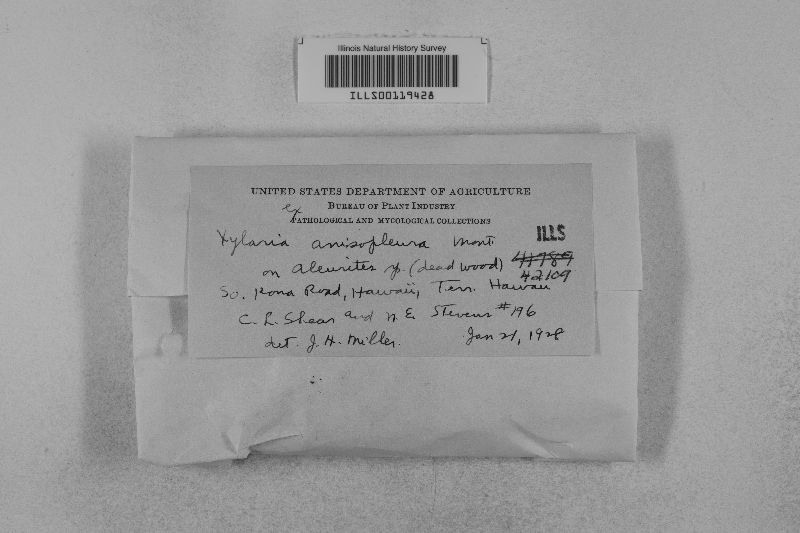 Illinois Natural History Survey
ILLS00119428
UNITED STATES DEPARTMENT OF AGRICULTURE
BUREAU OF PLANT INDUSTRY
ex
PATHOLOGICAL AND MYCOLOGICAL COLLECTIONS
Xylaria anisopleura Mont
ILLS
on Aleurites sp. (dead wood) 41989
42109
So. Kona Road, Hawaii, Terr. Hawaii
C. L. Shear and N. E. Stevens #196
det. J. H. Miller. Jan 21, 1928